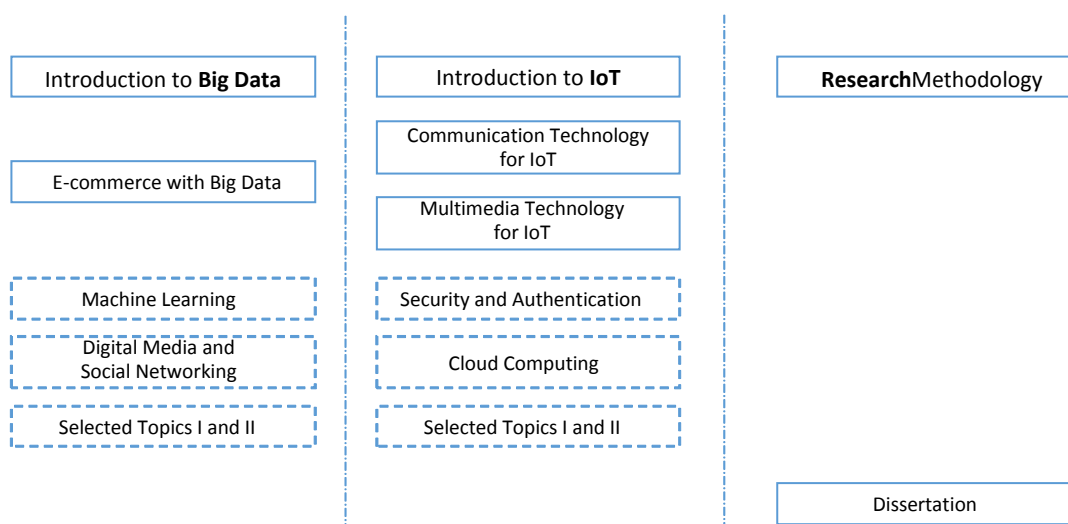 Introduction to Big Data
E-commerce with Big Data
Machine Learning
Digital Media and
Social Networking
Selected Topics I and II
Introduction to IoT
Communication Technology
for IoT
Multimedia Technology
for IoT
Security and Authentication
Cloud Computing
Selected Topics I and II
ResearchMethodology
Dissertation